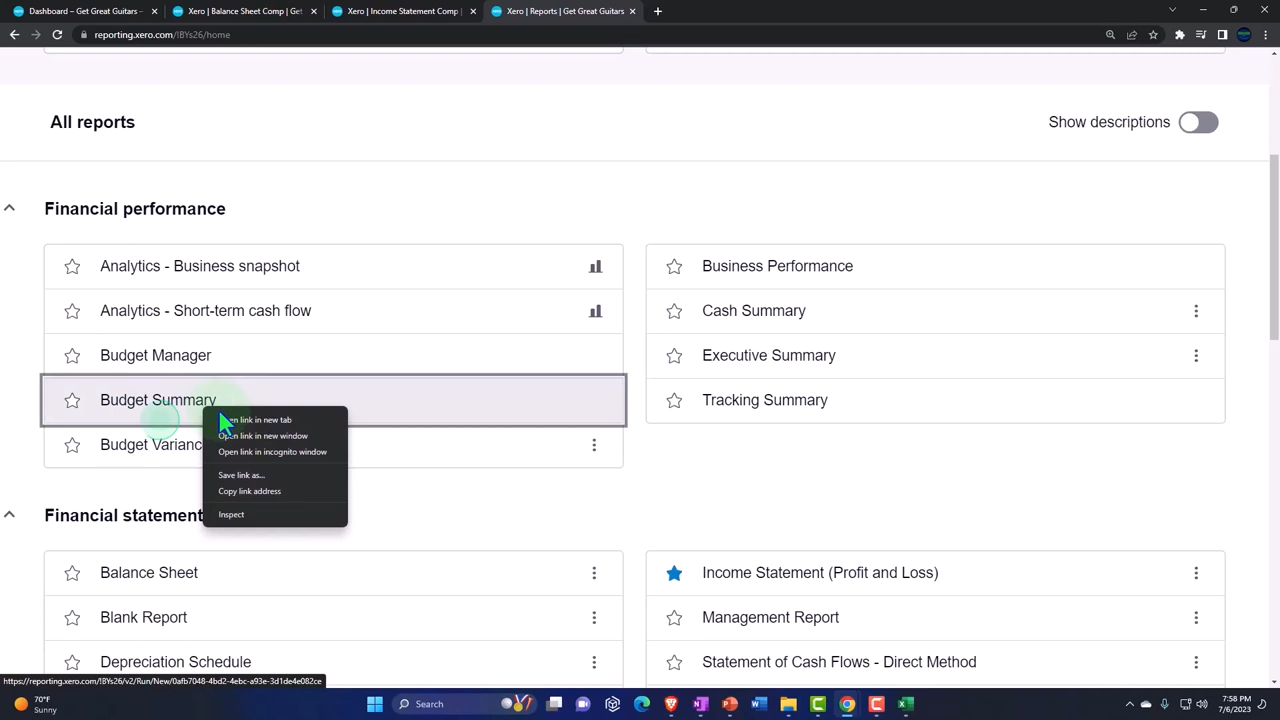 Dashboard – Get Great Guitars
Xero | Balance Sheet Comp | Get
Xero | Income Statement Comp
Xero | Reports | Get Great Guitars
reporting.xero.com/!BYs26/home
All reports
Show descriptions
Financial performance
Analytics - Business snapshot
Business Performance
Analytics - Short-term cash flow
Cash Summary
Budget Manager
Executive Summary
Budget Summary
Tracking Summary
link in new tab
Open link in new window
Budget Varianc
Open link in incognito window
Save link as...
Copy link address
Inspect
Financial statement
Balance Sheet
Income Statement (Profit and Loss)
Blank Report
Management Report
Depreciation Schedule
Statement of Cash Flows - Direct Method
https://reporting.xero.com/!BYs26/v2/Run/New/0afb7048-4bd2-4ebc-a93e-3d1de4e082ce
70°F
Sunny
Search
7:58 PM
7/6/2023